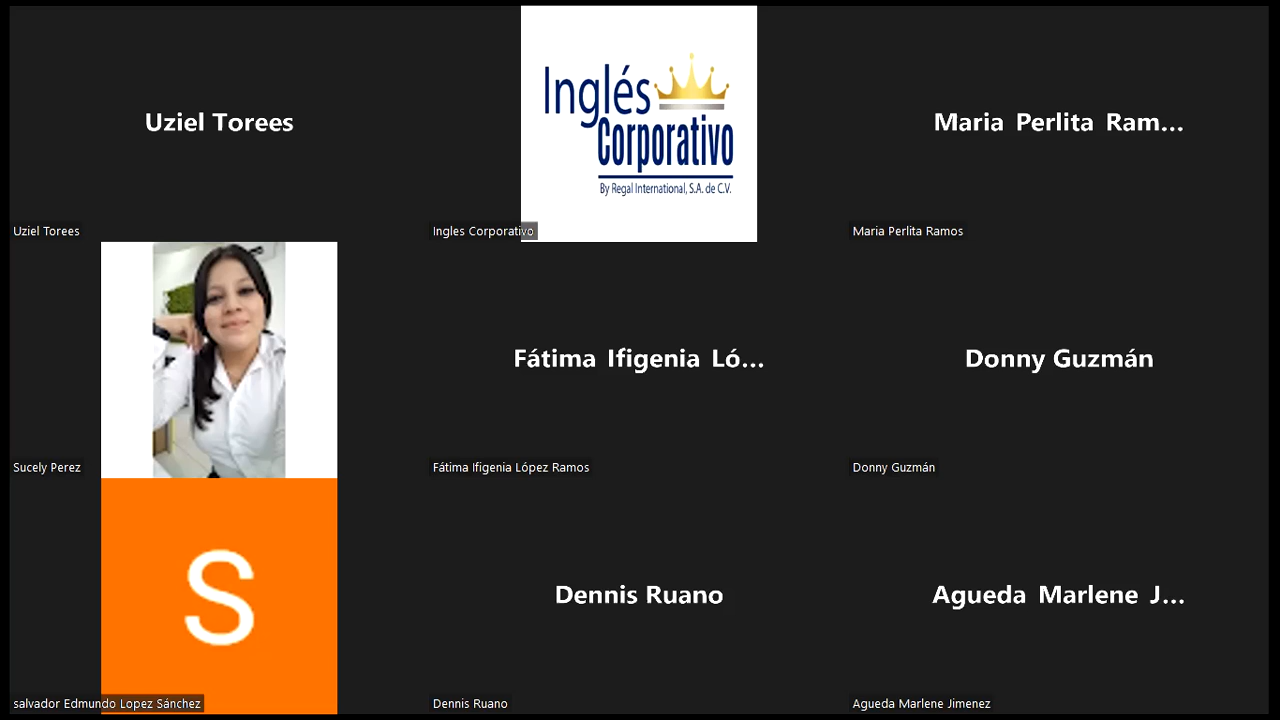 Uziel Torees
Uziel Torees
Inglés
Corporativo
By Regal International, S.A. de C.V.
Ingles Corporativo
Maria Perlita Ram...
Maria Perlita Ramos
Sucely Perez
Fátima Ifigenia Ló...
Fátima Ifigenia López Ramos
Donny Guzmán
Donny Guzmán
S
salvador Edmundo Lopez Sánchez
Dennis Ruano
Dennis Ruano
Agueda Marlene J...
Agueda Marlene Jimenez